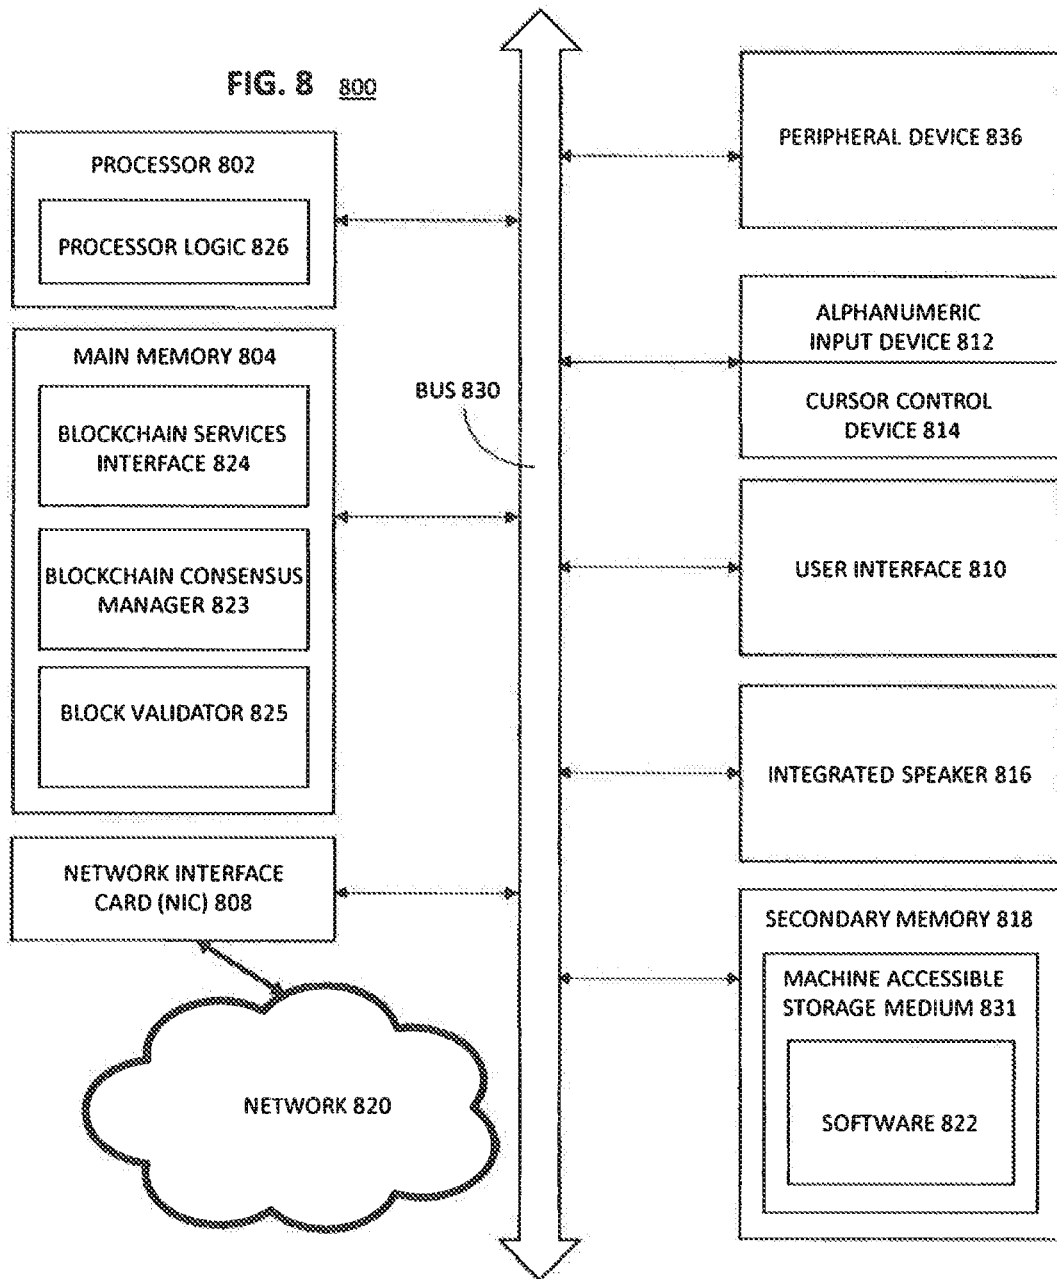 FIG. 8 800
PROCESSOR 802
PROCESSOR LOGIC 826
MAIN MEMORY 804
BLOCKCHAIN SERVICES
INTERFACE 824
BLOCKCHAIN CONSENSUS
MANAGER 823
BLOCK VALIDATOR 825
NETWORK INTERFACE
CARD (NIC) 808
NETWORK 820
BUS 830
PERIPHERAL DEVICE 836
ALPHANUMERIC
INPUT DEVICE 812
CURSOR CONTROL
DEVICE 814
USER INTERFACE 810
INTEGRATED SPEAKER 816
SECONDARY MEMORY 818
MACHINE ACCESSIBLE
STORAGE MEDIUM 831
SOFTWARE 822